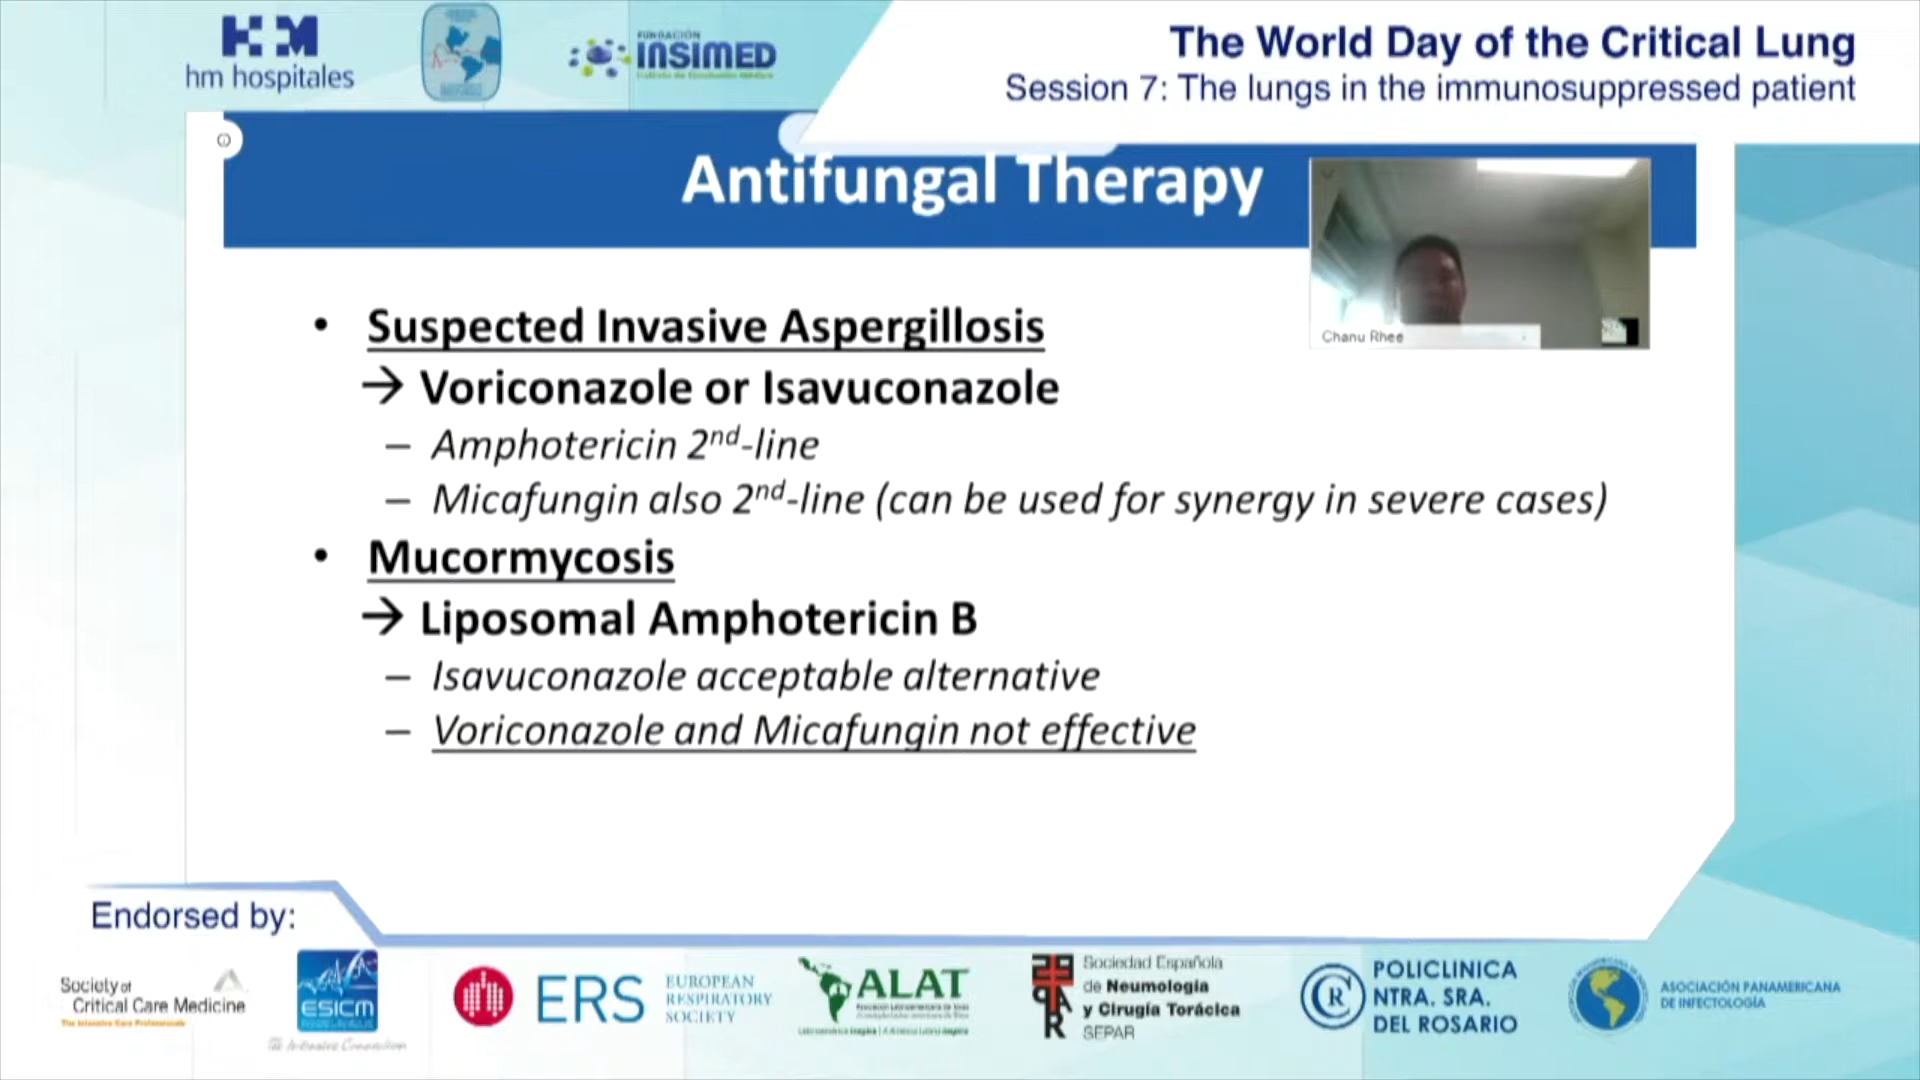 hm hospitales
FUNDACIÓN
INSIMED
The World Day of the Critical Lung
Session 7: The lungs in the immunosuppressed patient
Antifungal Therapy
Chanu Rhee
• Suspected Invasive Aspergillosis
→ Voriconazole or Isavuconazole
– Amphotericin 2nd-line
– Micafungin also 2nd-line (can be used for synergy in severe cases)
• Mucormycosis
→ Liposomal Amphotericin B
– Isavuconazole acceptable alternative
– Voriconazole and Micafungin not effective
Endorsed by:
Society of
Critical Care Medicine
The Intensive Care Professionals
ESICM
ERS
EUROPEAN
RESPIRATORY
SOCIETY
ALAT
Sociedad Española
de Neumología
y Cirugía Torácica
SEPAR
POLICLINICA
NTRA. SRA.
DEL ROSARIO
ASOCIACIÓN PANAMERICANA
DE INFECTOLOGÍA